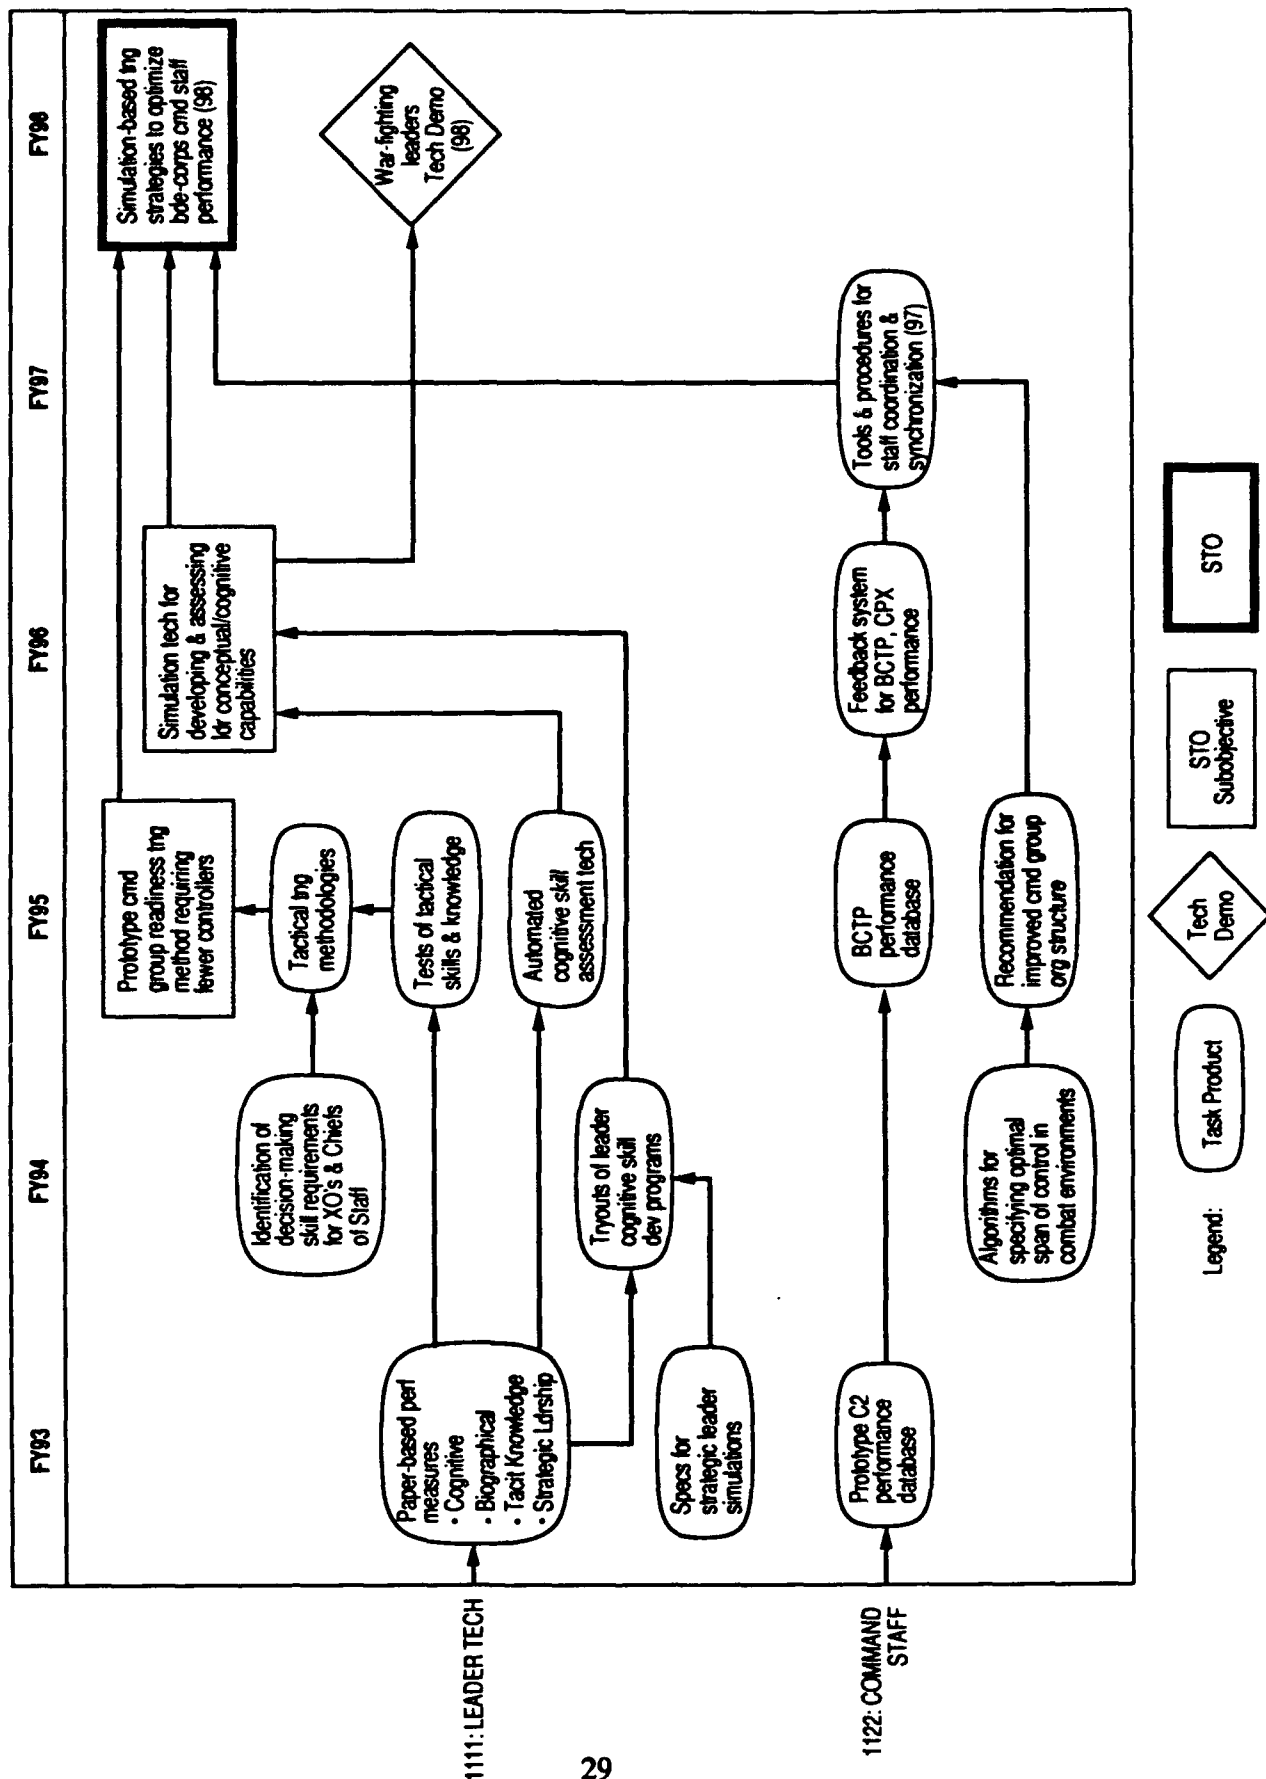 FY93
FY94
FY95
FY96
FY97
FY98
Simulation-based tng
strategies to optimize
bde-corps cmd staff
performance (98)
War-fighting
leaders
Tech Demo
(98)
Prototype cmd
group readiness tng
method requiring
fewer controllers
Simulation tech for
developing & assessing
ldr conceptual/cognitive
capabilities
Identification of
decision-making
skill requirements
for XO's & Chiefs
of Staff
Tactical tng
methodologies
Tests of tactical
skills & knowledge
Automated
cognitive skill
assessment tech
1111: LEADER TECH
Paper-based perf
measures
· Cognitive
· Biographical
· Tacit Knowledge
· Strategic Ldrship
Tryouts of leader
cognitive skill
dev programs
Specs for
strategic leader
simulations
1122: COMMAND
STAFF
Prototype C2
performance
database
BCTP
performance
database
Feedback system
for BCTP, CPX
performance
Tools & procedures for
staff coordination &
synchronization (97)
Algorithms for
specifying optimal
span of control in
combat environments
Recommendation for
improved cmd group
org structure
Legend:
Task Product
Tech
Demo
STO
Subobjective
STO
29